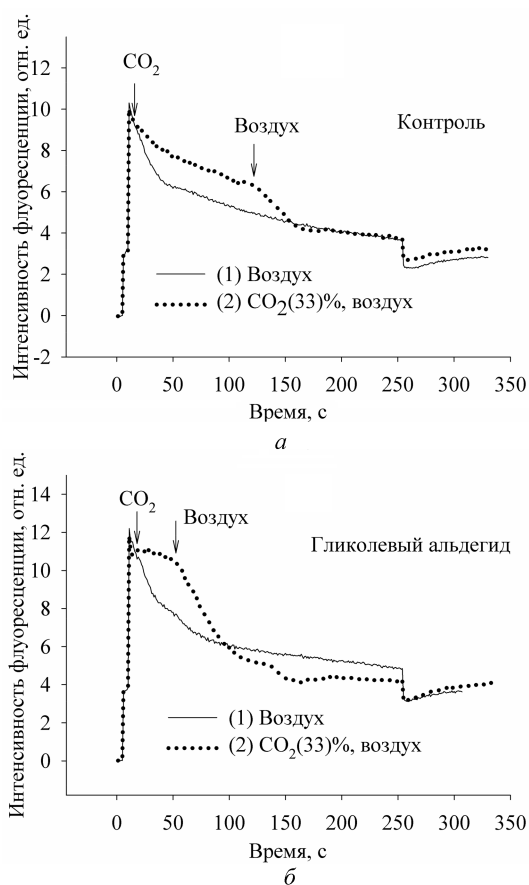 Интенсивность флуоресценции, отн. ед.
12
10
8
6
4
2
0
-2
CO2
Воздух
Контроль
(1) Воздух
(2) CO2(33)%, воздух
0 50 100 150 200 250 300 350
Время, с
а
Интенсивность флуоресценции, отн. ед.
14
12
10
8
6
4
2
0
CO2
Воздух
Гликолевый альдегид
(1) Воздух
(2) CO2(33)%, воздух
0 50 100 150 200 250 300 350
Время, с
б